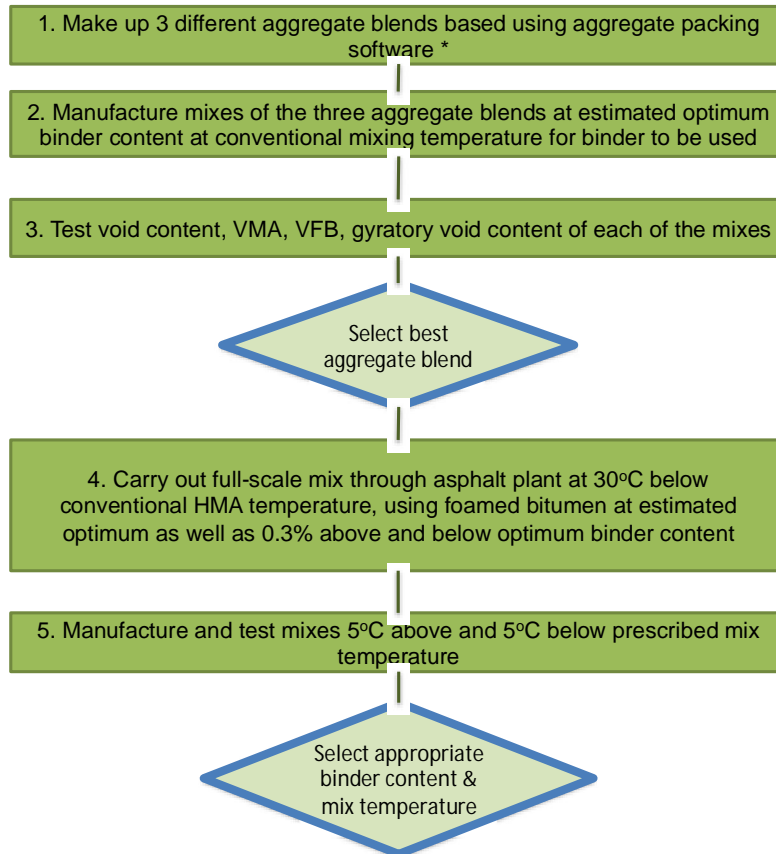 1. Make up 3 different aggregate blends based using aggregate packing
software *
2. Manufacture mixes of the three aggregate blends at estimated optimum
binder content at conventional mixing temperature for binder to be used
3. Test void content, VMA, VFB, gyratory void content of each of the mixes
Select best
aggregate blend
4. Carry out full-scale mix through asphalt plant at 30°C below
conventional HMA temperature, using foamed bitumen at estimated
optimum as well as 0.3% above and below optimum binder content
5. Manufacture and test mixes 5°C above and 5°C below prescribed mix
temperature
Select appropriate
binder content &
mix temperature